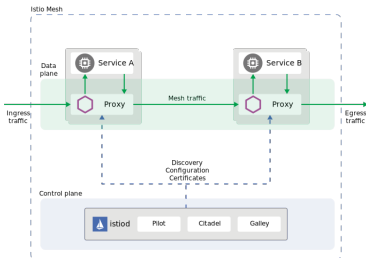 Istio Mesh
Data
plane
Service A
Service B
Proxy
Mesh traffic
Proxy
Ingress
traffic
Egress
traffic
Discovery
Configuration
Certificates
Control plane
istiod
Pilot
Citadel
Galley